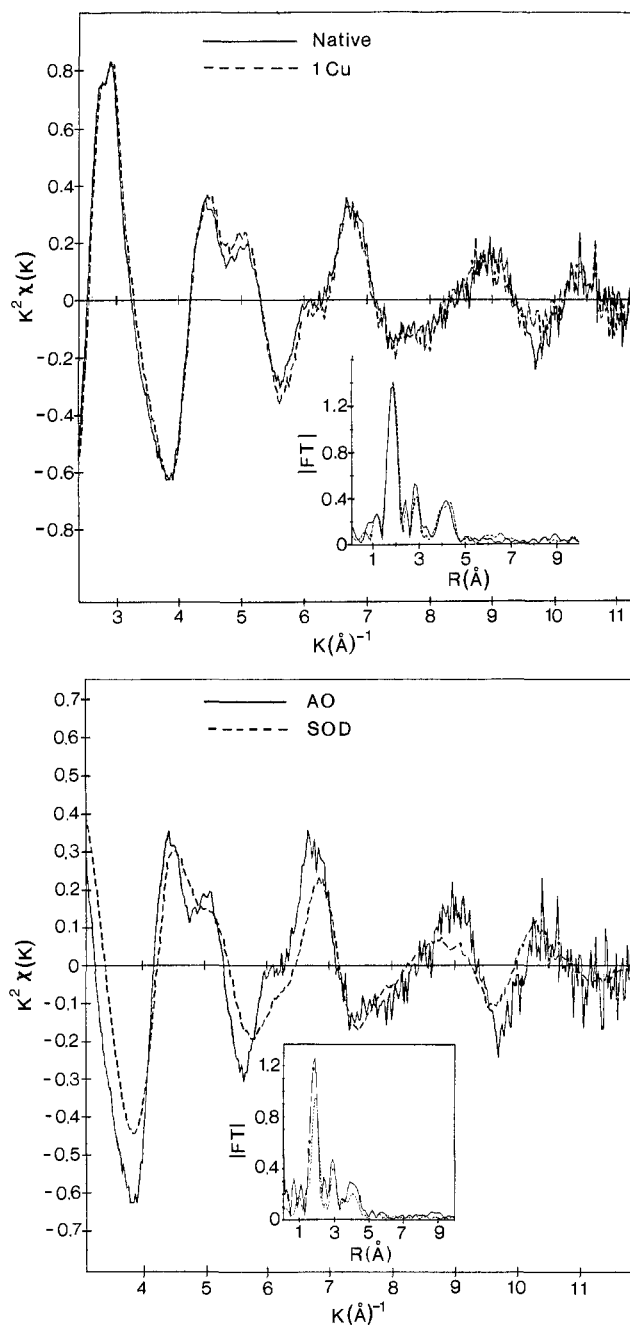 Native
1 Cu
K² χ(K)
0.8
0.6
0.4
0.2
0
-0.2
-0.4
-0.6
-0.8
|FT|
1.2
0.8
0.4
0
1 3 5 7 9
R(Å)
3 4 5 6 7 8 9 10 11
K(Å)⁻¹
AO
SOD
K² χ(K)
0.7
0.6
0.5
0.4
0.3
0.2
0.1
0
-0.1
-0.2
-0.3
-0.4
-0.5
-0.6
-0.7
|FT|
1.2
0.8
0.4
0
1 3 5 7 9
R(Å)
4 5 6 7 8 9 10 11
K(Å)⁻¹